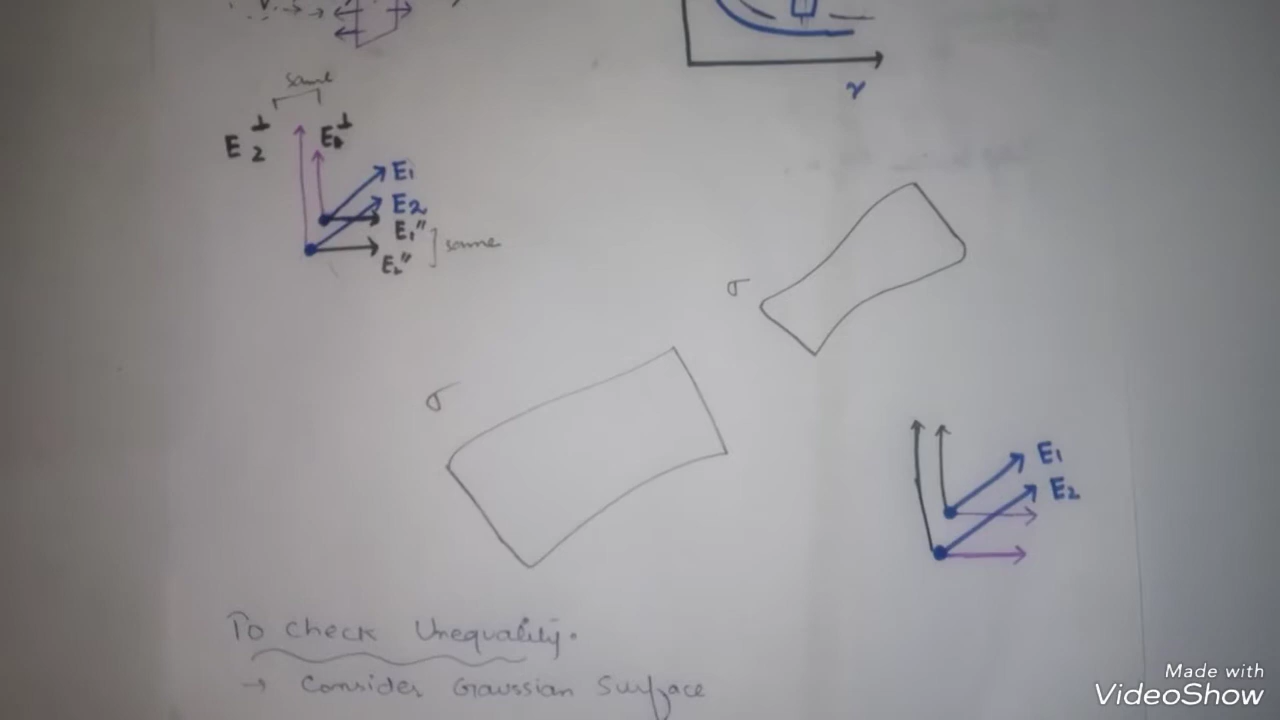 r
same
E2⊥ E1⊥
E1
E2
E1"
same
E2"
σ
σ
E1
E2
To check Unequality.
→ Consider Gaussian Surface
Made with
VideoShow